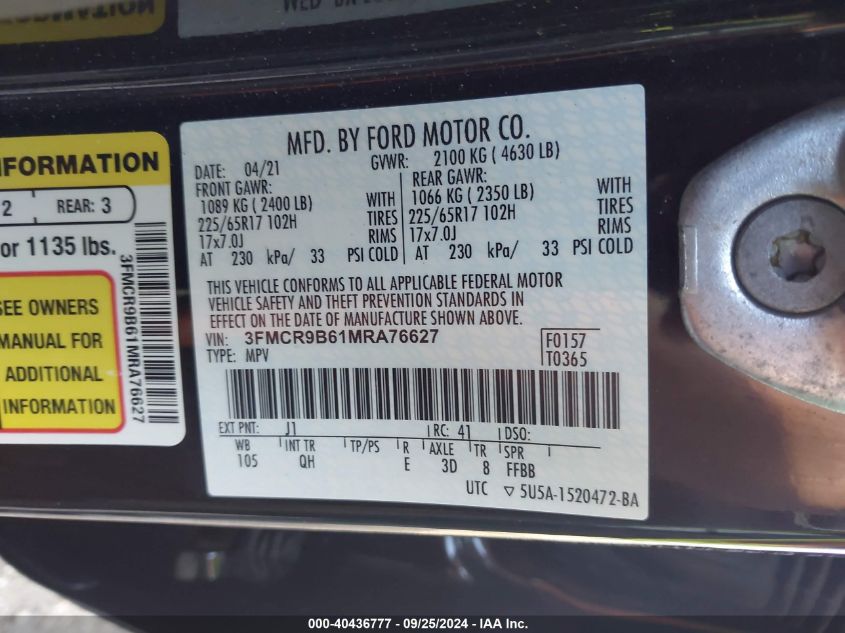 INFORMATION
2 REAR: 3
or 1135 lbs.
SEE OWNERS
MANUAL FOR
ADDITIONAL
INFORMATION
3FMCR9B61MRA76627
MFD. BY FORD MOTOR CO.
DATE: 04/21 GVWR: 2100 KG ( 4630 LB)
FRONT GAWR: REAR GAWR:
1089 KG ( 2400 LB) WITH 1066 KG ( 2350 LB) WITH
225/65R17 102H TIRES 225/65R17 102H TIRES
17x7.0J RIMS 17x7.0J RIMS
AT 230 kPa/ 33 PSI COLD AT 230 kPa/ 33 PSI COLD
THIS VEHICLE CONFORMS TO ALL APPLICABLE FEDERAL MOTOR
VEHICLE SAFETY AND THEFT PREVENTION STANDARDS IN
EFFECT ON THE DATE OF MANUFACTURE SHOWN ABOVE.
VIN: 3FMCR9B61MRA76627 F0157
TYPE: MPV T0365
EXT PNT: J1 RC: 41 DSO:
WB INT TR TP/PS R AXLE TR SPR
105 QH E 3D 8 FFBB
UTC ▽ 5U5A-1520472-BA
000-40436777 - 09/25/2024 - IAA Inc.